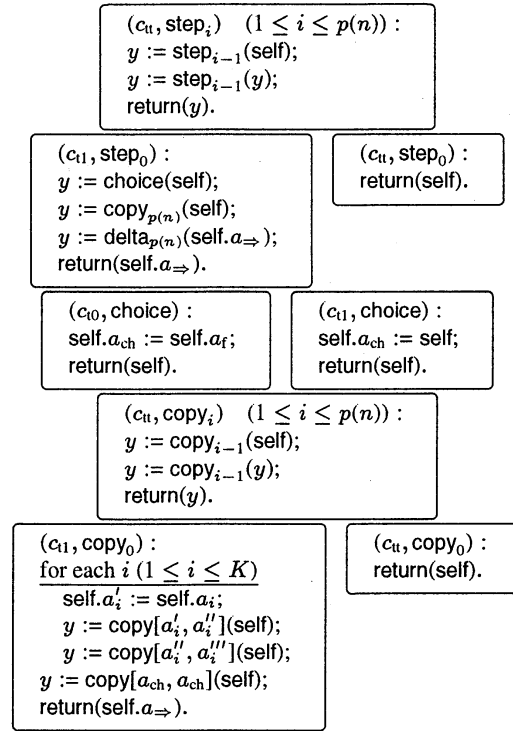 (c_tt, step_i) (1 ≤ i ≤ p(n)) :
y := step_{i−1}(self);
y := step_{i−1}(y);
return(y).
(c_t1, step_0) :
y := choice(self);
y := copy_{p(n)}(self);
y := delta_{p(n)}(self.a_⇒);
return(self.a_⇒).
(c_tt, step_0) :
return(self).
(c_t0, choice) :
self.a_ch := self.a_f;
return(self).
(c_t1, choice) :
self.a_ch := self;
return(self).
(c_tt, copy_i) (1 ≤ i ≤ p(n)) :
y := copy_{i−1}(self);
y := copy_{i−1}(y);
return(y).
(c_t1, copy_0) :
for each i (1 ≤ i ≤ K)
self.a′_i := self.a_i;
y := copy[a′_i, a″_i](self);
y := copy[a″_i, a‴_i](self);
y := copy[a_ch, a_ch](self);
return(self.a_⇒).
(c_tt, copy_0) :
return(self).